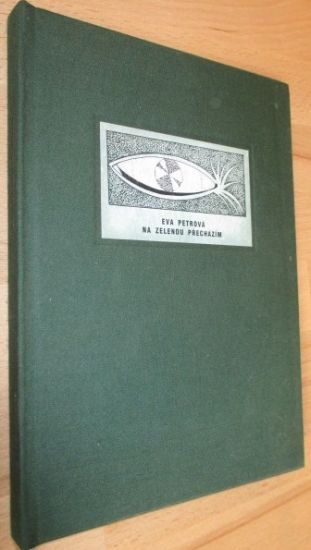 EVA PETROVÁ
NA ZELENOU PŘECHÁZÍM